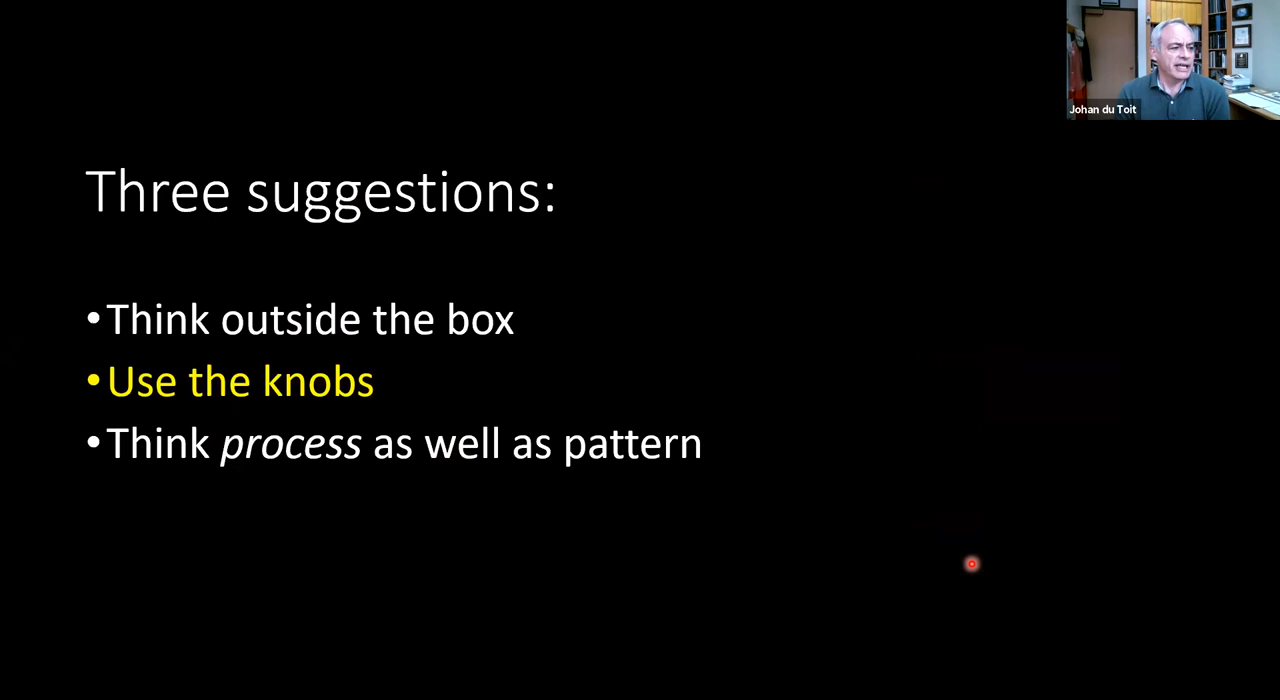 Johan du Toit
Three suggestions:
•Think outside the box
•Use the knobs
•Think process as well as pattern